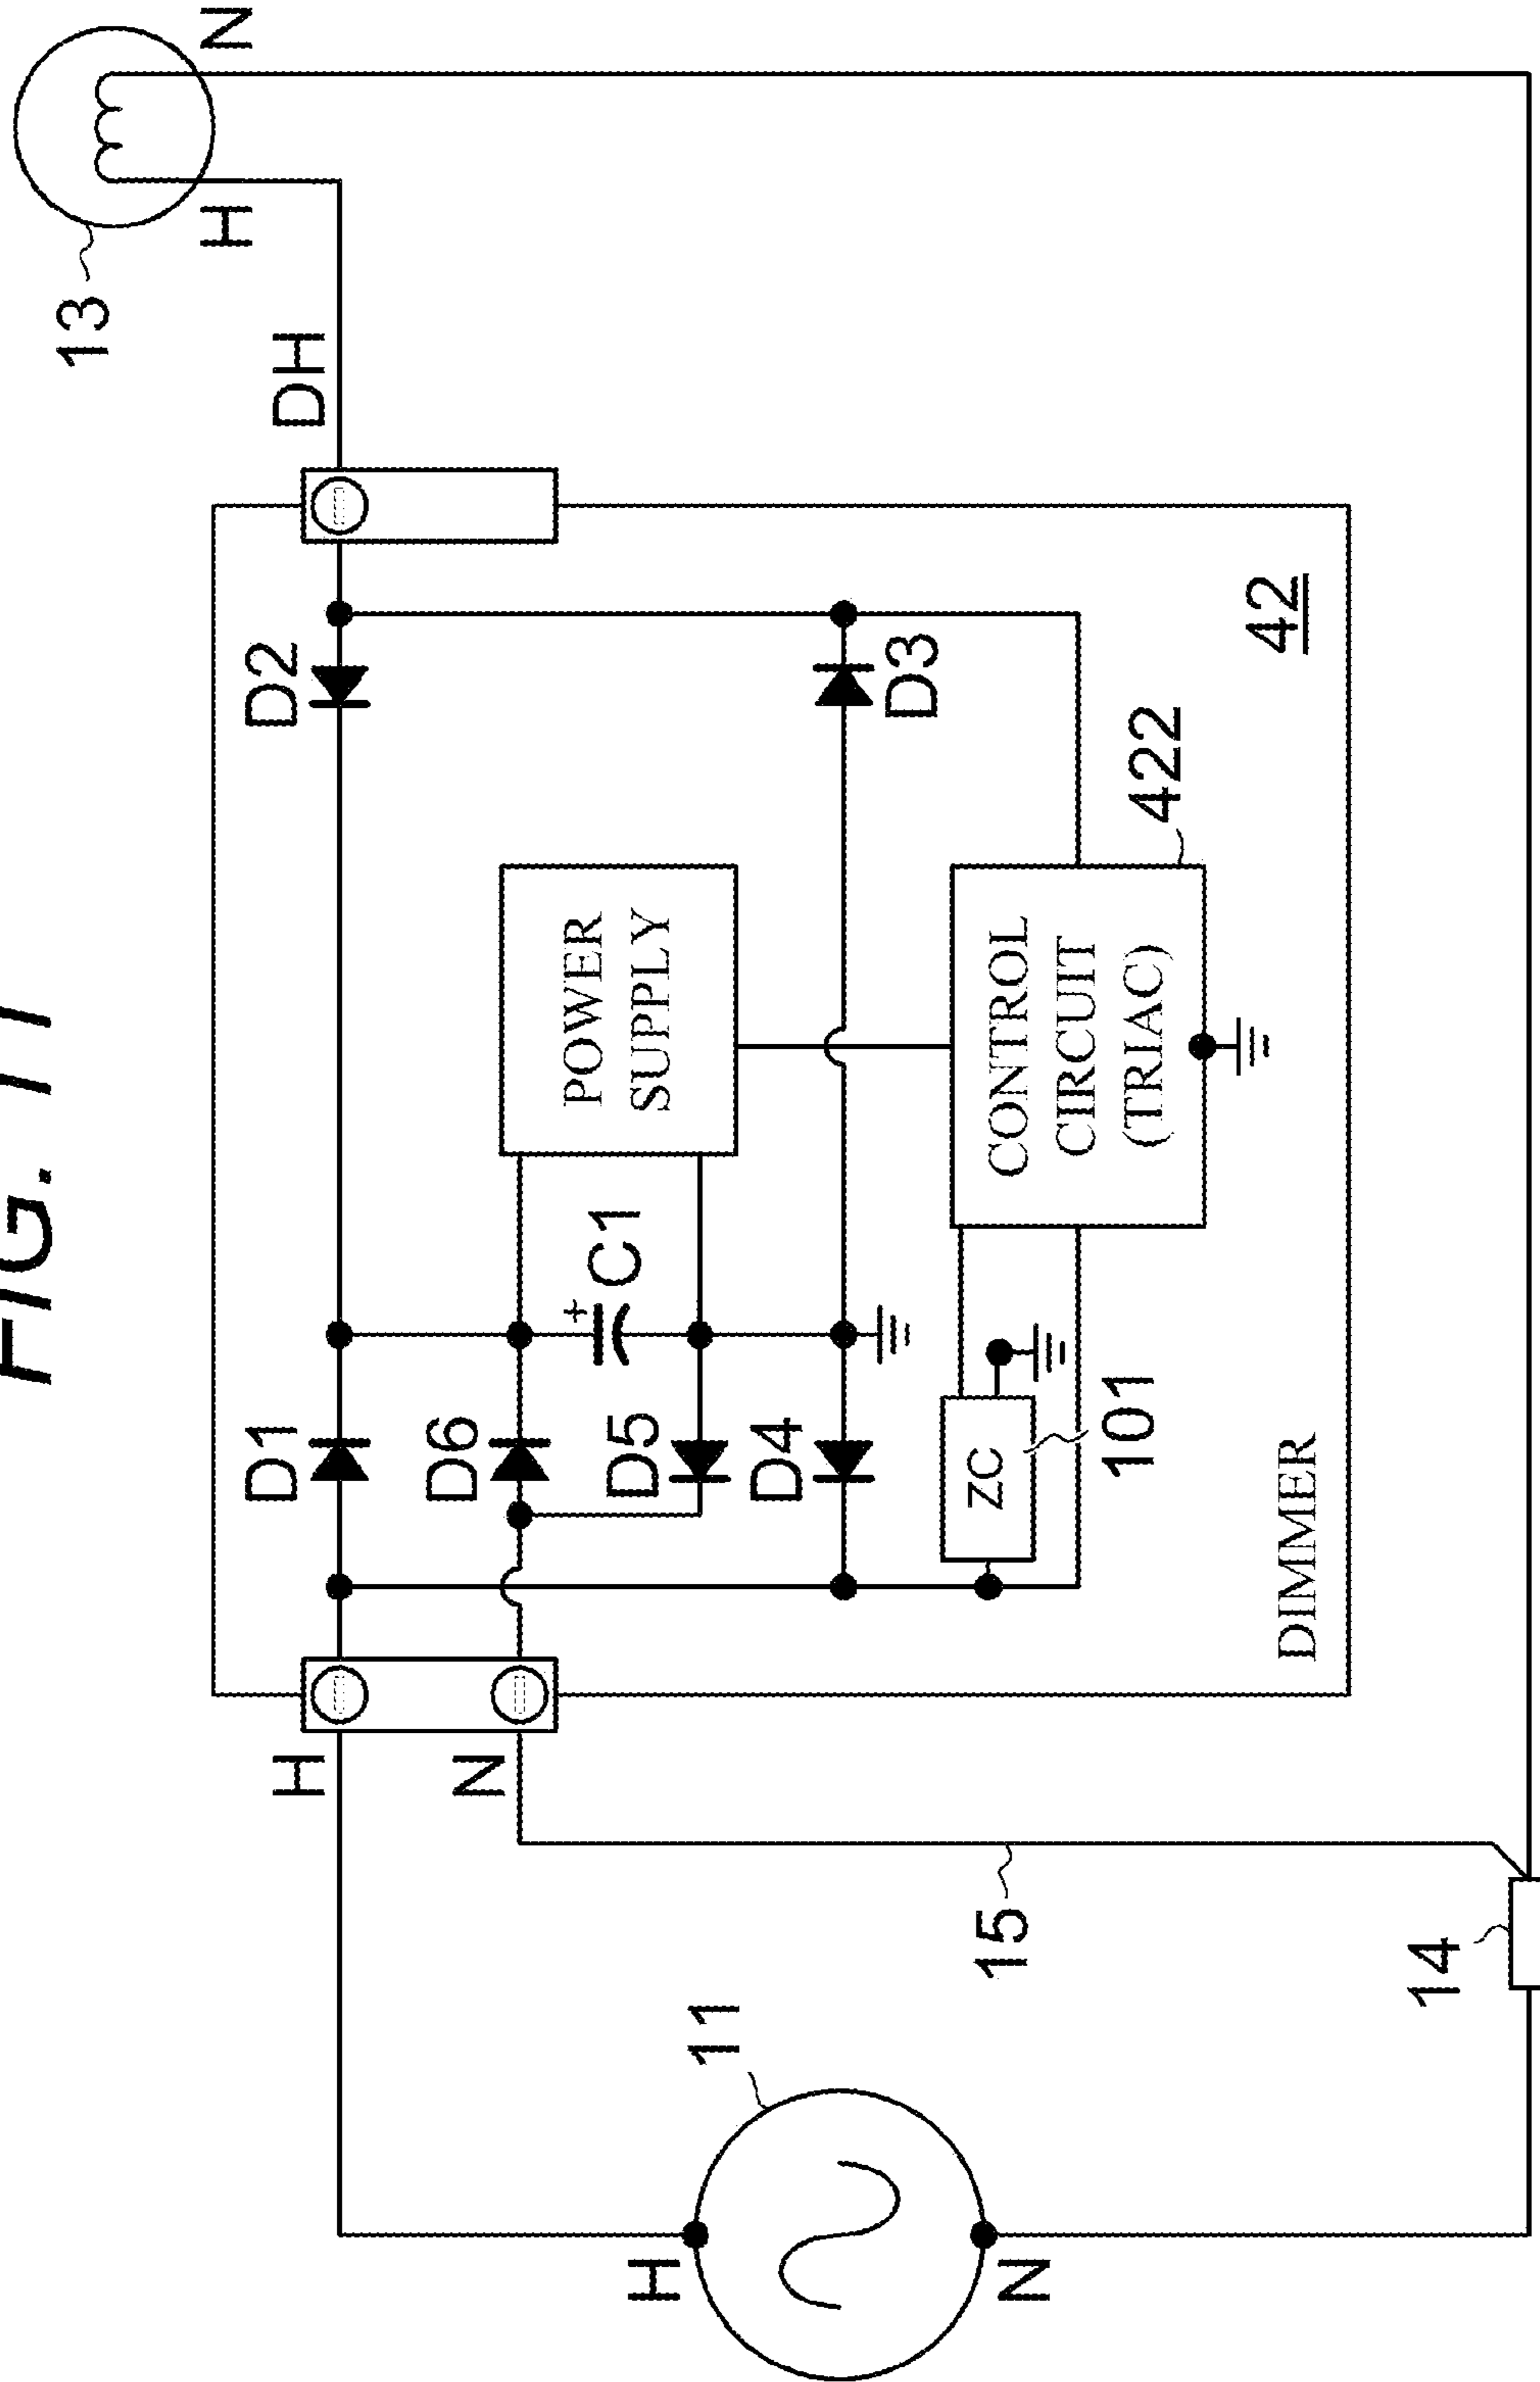 FIG. 11
H
N
13
DH
D2
D3
42
422
POWER
SUPPLY
CONTROL
CIRCUIT
(TRIAC)
+
C1
D1
D6
D5
D4
ZC
101
DIMMER
H
N
15
14
11
H
N